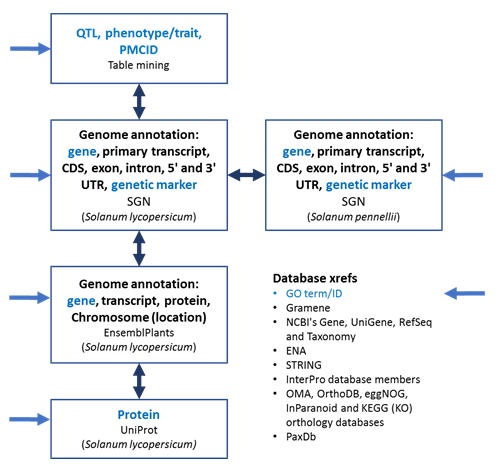 QTL, phenotype/trait,
PMCID
Table mining
Genome annotation:
gene, primary transcript,
CDS, exon, intron, 5' and 3'
UTR, genetic marker
SGN
(Solanum lycopersicum)
Genome annotation:
gene, primary transcript,
CDS, exon, intron, 5' and 3'
UTR, genetic marker
SGN
(Solanum pennellii)
Genome annotation:
gene, transcript, protein,
Chromosome (location)
EnsemblPlants
(Solanum lycopersicum)
Protein
UniProt
(Solanum lycopersicum)
Database xrefs
• GO term/ID
• Gramene
• NCBI's Gene, UniGene, RefSeq
and Taxonomy
• ENA
• STRING
• InterPro database members
• OMA, OrthoDB, eggNOG,
InParanoid and KEGG (KO)
orthology databases
• PaxDb